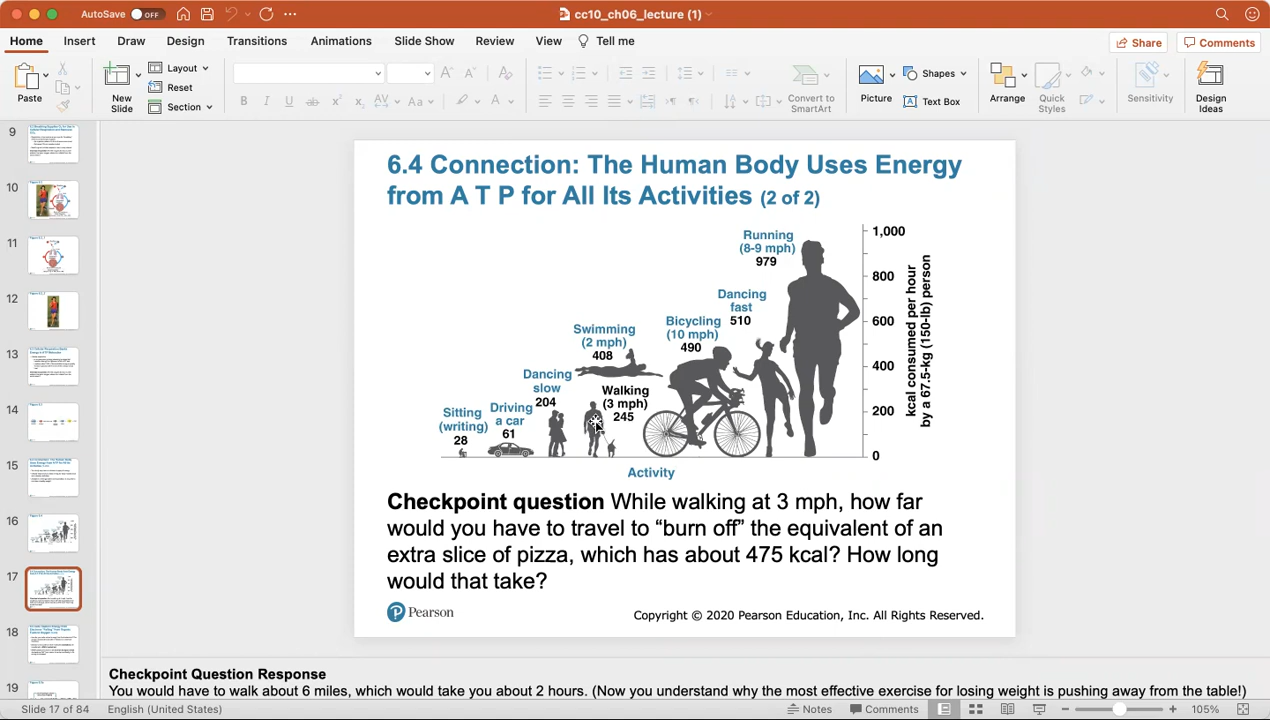 AutoSave OFF
cc10_ch06_lecture (1)
Home Insert Draw Design Transitions Animations Slide Show Review View Tell me
Share Comments
Paste
New
Slide
Layout
Reset
Section
B I U ab x² x₂ AV Aa A
Convert to
SmartArt
Picture
Shapes
Text Box
Arrange
Quick
Styles
Sensitivity
Design
Ideas
9
10
11
12
13
14
15
16
17
18
19
6.4 Connection: The Human Body Uses Energy
from A T P for All Its Activities (2 of 2)
Running
(8-9 mph)
979
Dancing
fast
510
Bicycling
(10 mph)
490
Swimming
(2 mph)
408
Walking
(3 mph)
245
Dancing
slow
204
Driving
a car
61
Sitting
(writing)
28
1,000
800
600
400
200
0
kcal consumed per hour
by a 67.5-kg (150-lb) person
Activity
Checkpoint question While walking at 3 mph, how far
would you have to travel to “burn off” the equivalent of an
extra slice of pizza, which has about 475 kcal? How long
would that take?
Pearson
Copyright © 2020 Pearson Education, Inc. All Rights Reserved.
Checkpoint Question Response
You would have to walk about 6 miles, which would take you about 2 hours. (Now you understand why the most effective exercise for losing weight is pushing away from the table!)
Slide 17 of 84 English (United States) Notes Comments 105%